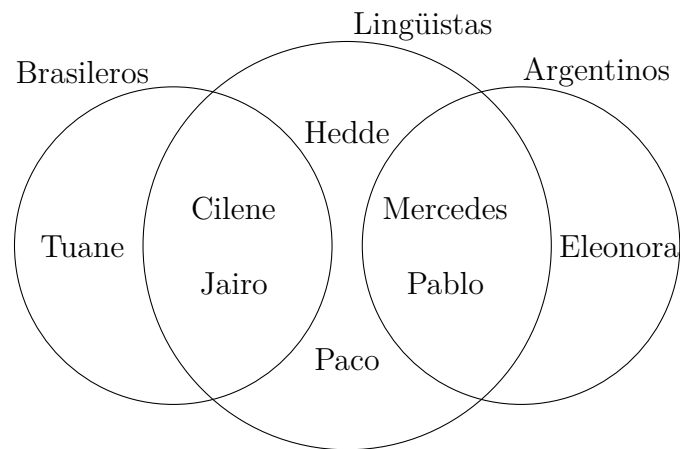 Lingüistas
Brasileros
Argentinos
Hedde
Cilene
Mercedes
Tuane
Eleonora
Jairo
Pablo
Paco